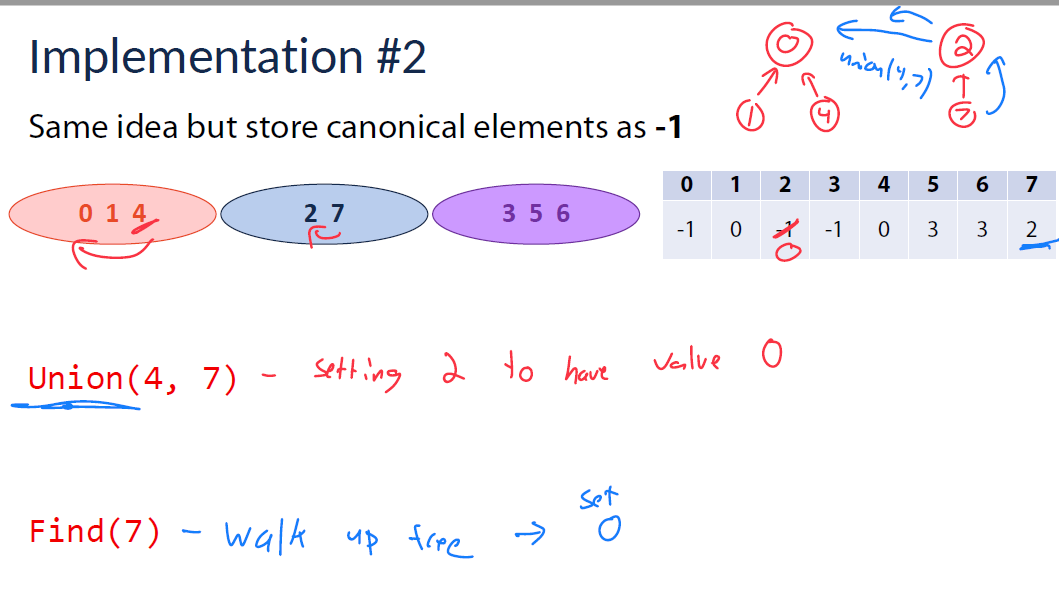 Implementation #2
0
2
union(4,7)
1
4
7
Same idea but store canonical elements as -1
0 1 4
2 7
3 5 6
0 1 2 3 4 5 6 7
-1 0 -1 -1 0 3 3 2
0
Union(4, 7) - setting 2 to have value 0
set
Find(7) - Walk up tree → 0